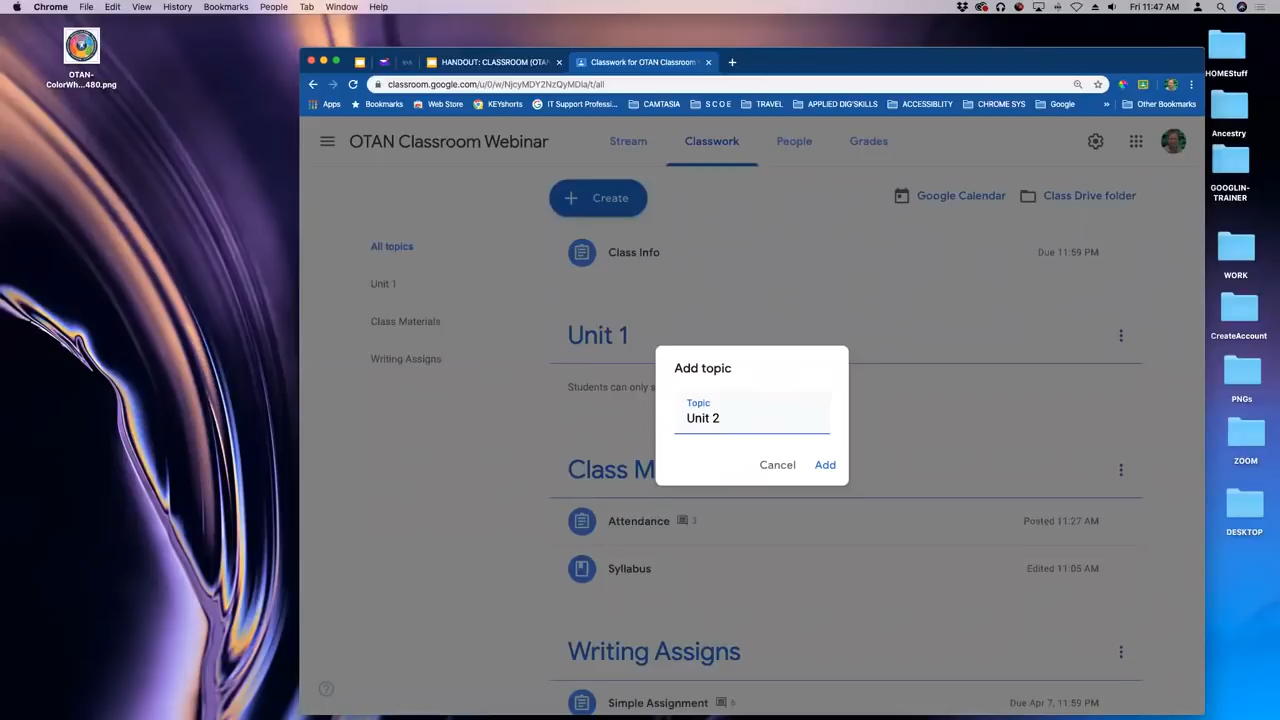 Chrome File Edit View History Bookmarks People Tab Window Help
Fri 11:47 AM
OTAN-
ColorWh...480.png
HANDOUT: CLASSROOM (OTAN
Classwork for OTAN Classroom
classroom.google.com/u/0/w/NjcyMDY2NzQyMDla/t/all
Apps Bookmarks Web Store KEYshorts IT Support Professi... CAMTASIA S C O E TRAVEL APPLIED DIG'SKILLS ACCESSIBLITY CHROME SYS Google » Other Bookmarks
OTAN Classroom Webinar
Stream Classwork People Grades
Create
Google Calendar
Class Drive folder
All topics
Unit 1
Class Materials
Writing Assigns
Class Info
Due 11:59 PM
Unit 1
Students can only s
Add topic
Topic
Unit 2
Cancel Add
Class M
Attendance 3
Posted 11:27 AM
Syllabus
Edited 11:05 AM
Writing Assigns
Simple Assignment 6
Due Apr 7, 11:59 PM
HOMEStuff
Ancestry
GOOGLIN-
TRAINER
WORK
CreateAccount
PNGs
ZOOM
DESKTOP